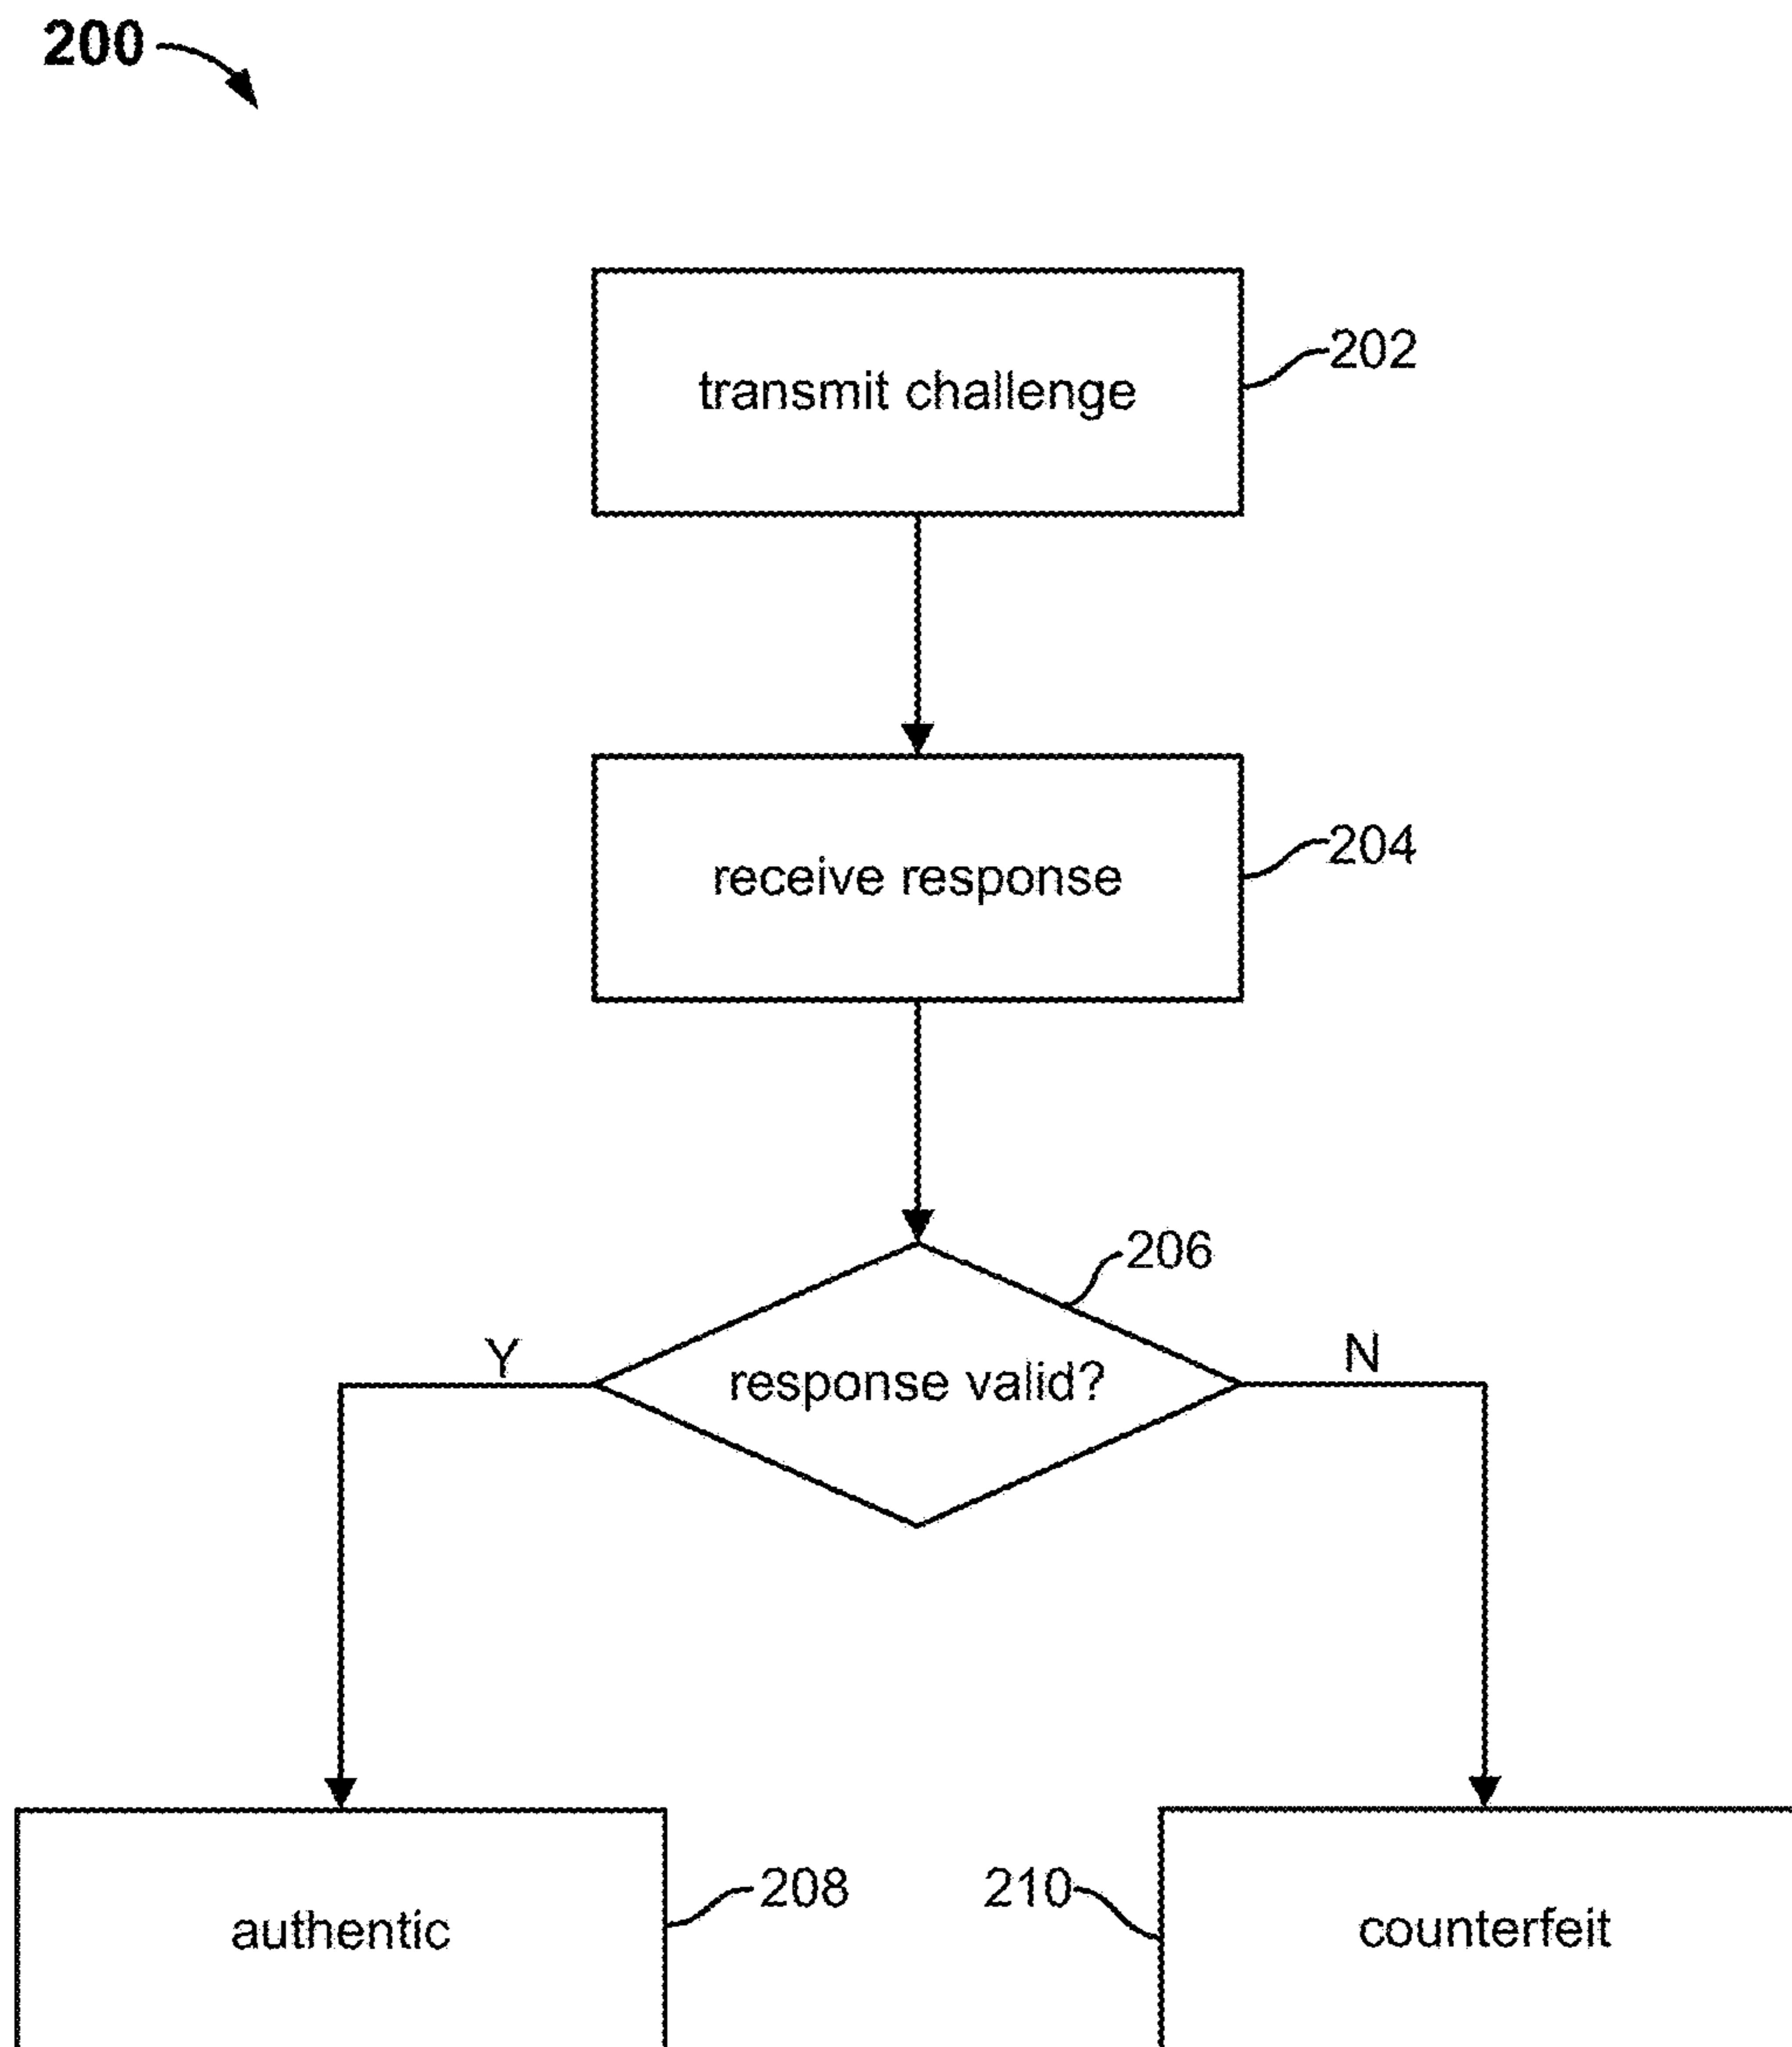 200
transmit challenge
202
receive response
204
206
response valid?
Y
N
authentic
208
210
counterfeit